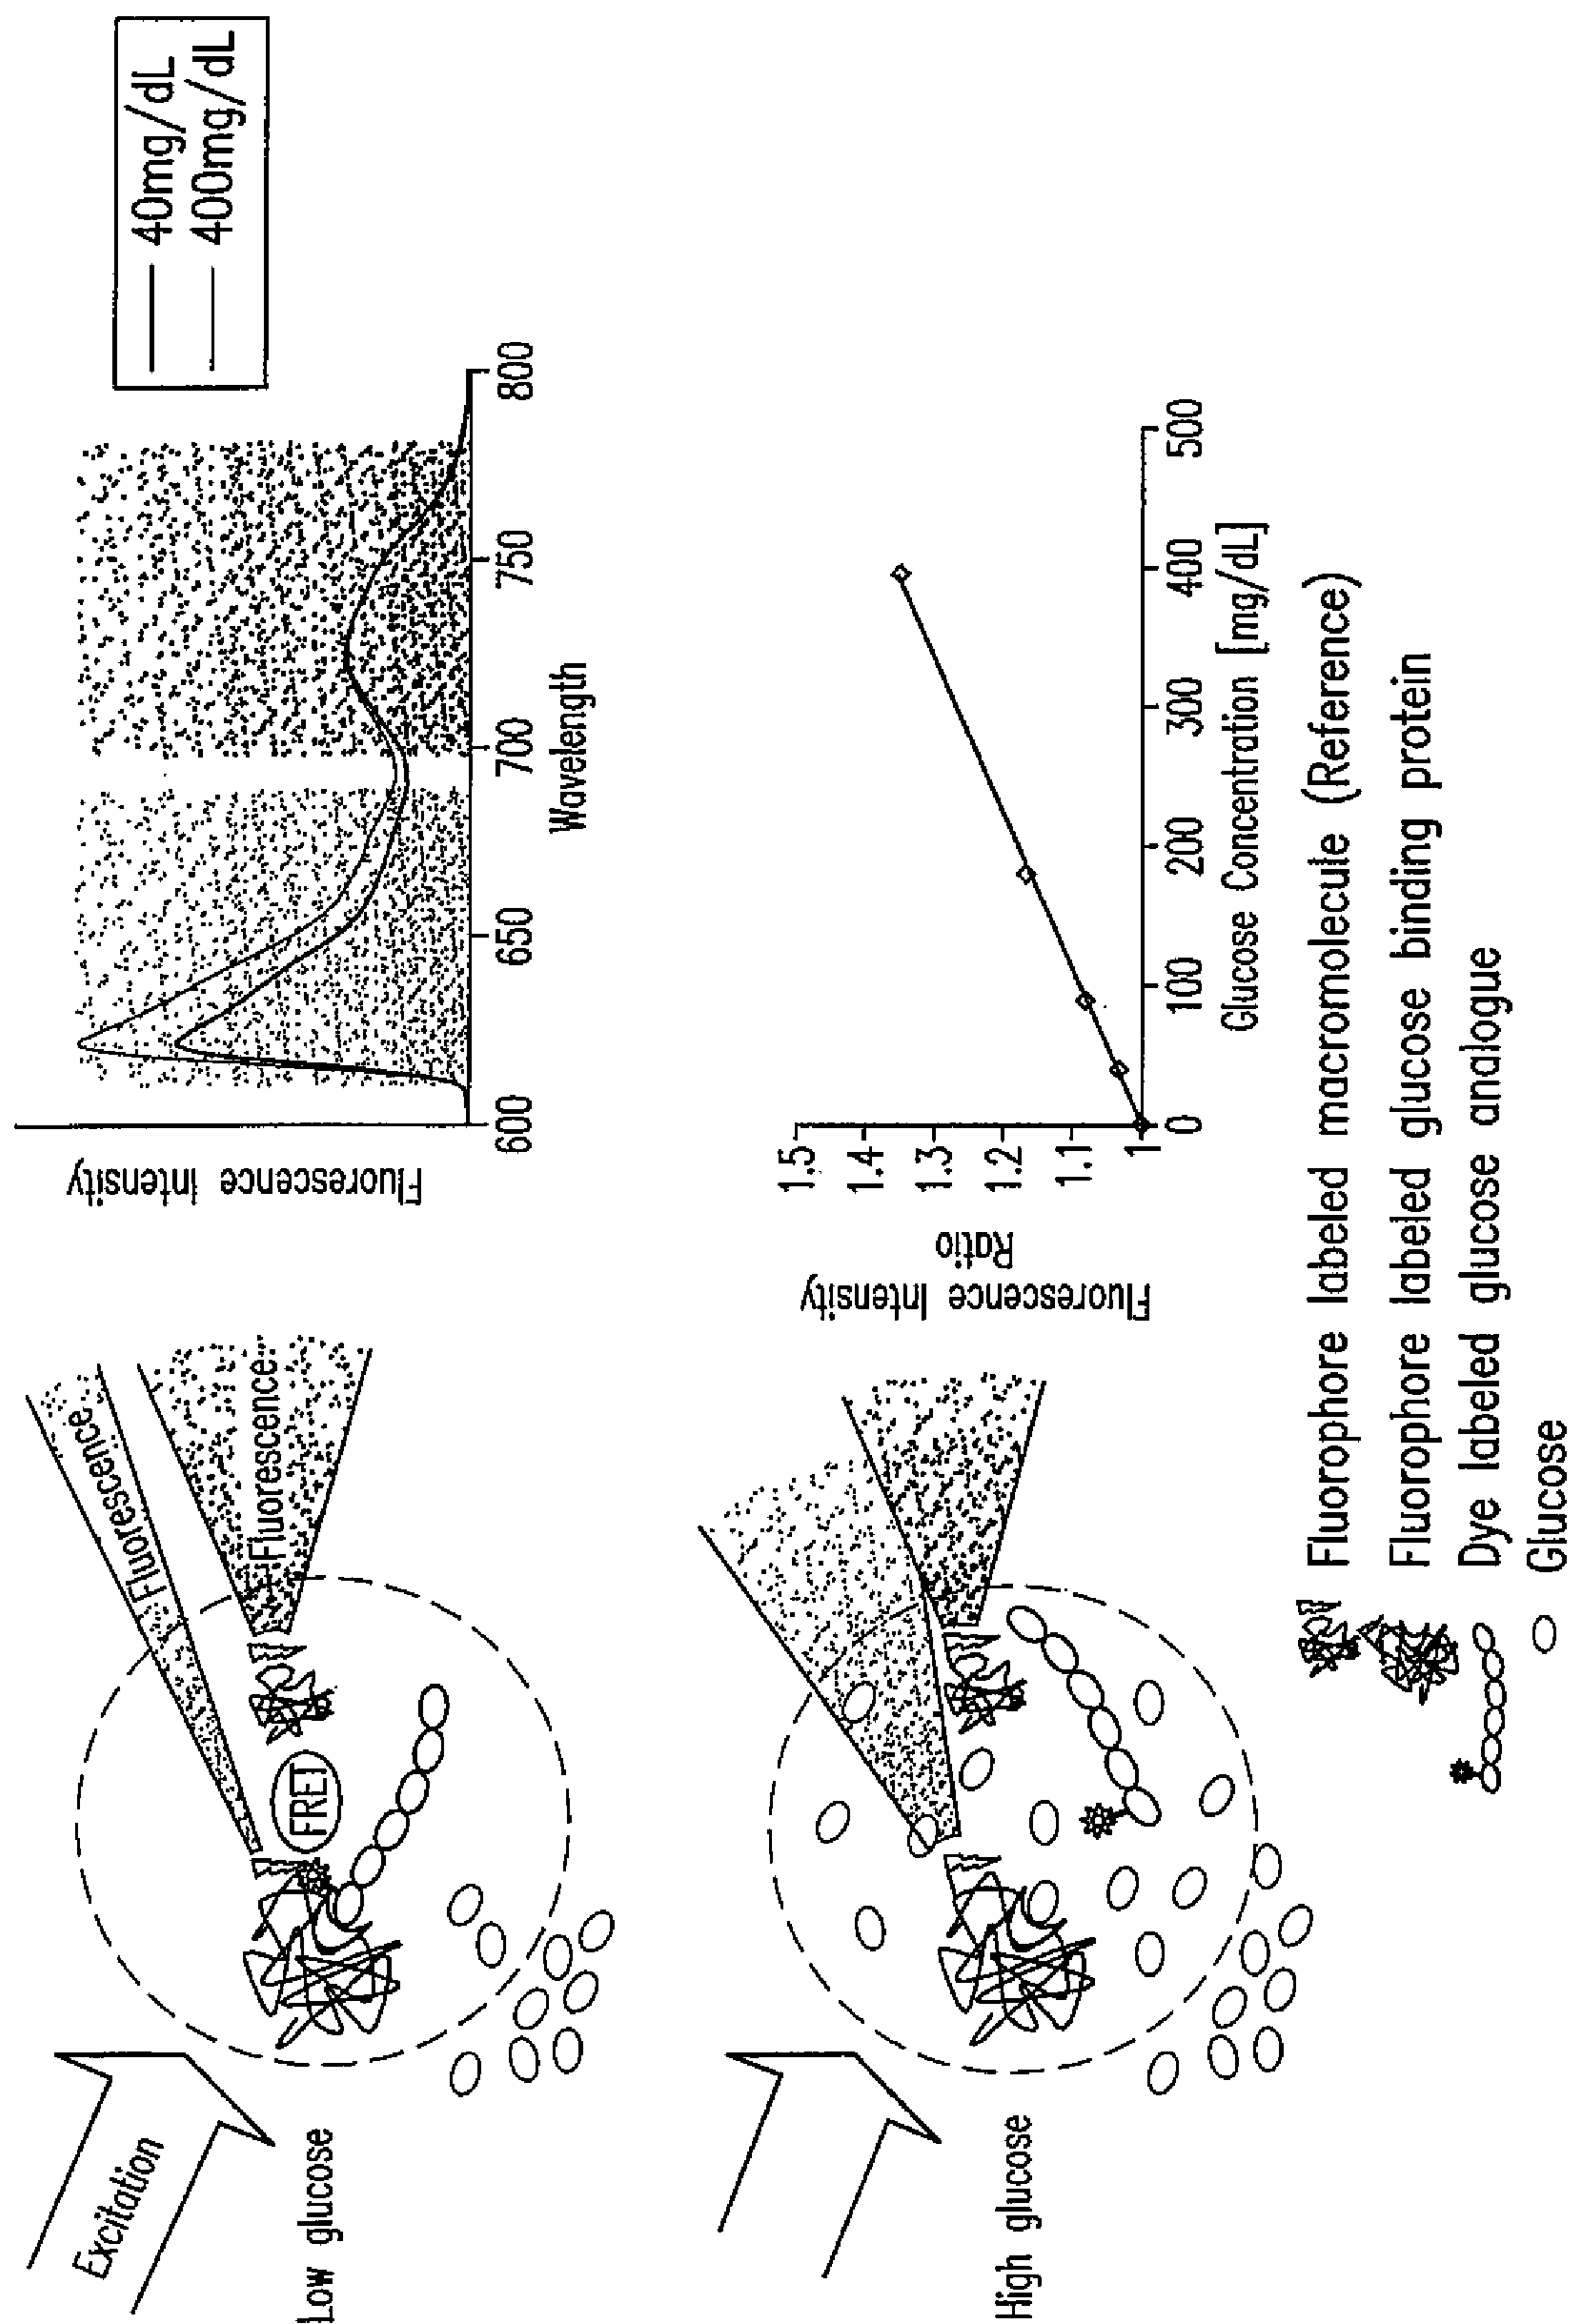 Excitation
Low glucose
Fluorescence
Fluorescence
FRET
High glucose
Fluorescence Intensity
600
650
700
750
800
Wavelength
40mg/dL
400mg/dL
Fluorescence Intensity
Ratio
1.5
1.4
1.3
1.2
1.1
1
0
100
200
300
400
500
Glucose Concentration [mg/dL]
Fluorophore labeled macromolecule (Reference)
Fluorophore labeled glucose binding protein
Dye labeled glucose analogue
Glucose